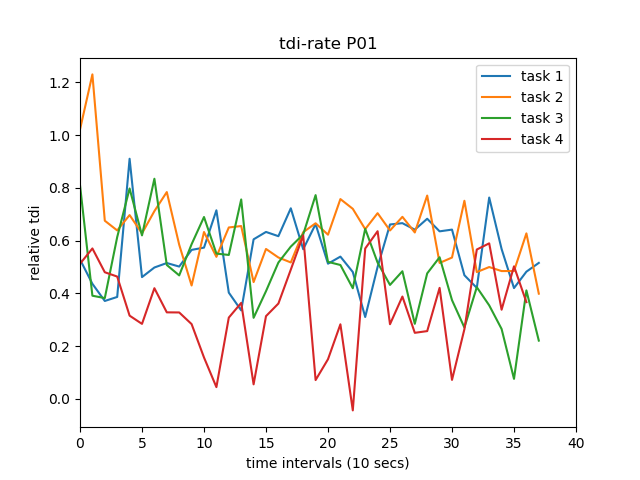 tdi-rate P01
task 1
task 2
task 3
task 4
relative tdi
1.2
1.0
0.8
0.6
0.4
0.2
0.0
0 5 10 15 20 25 30 35 40
time intervals (10 secs)